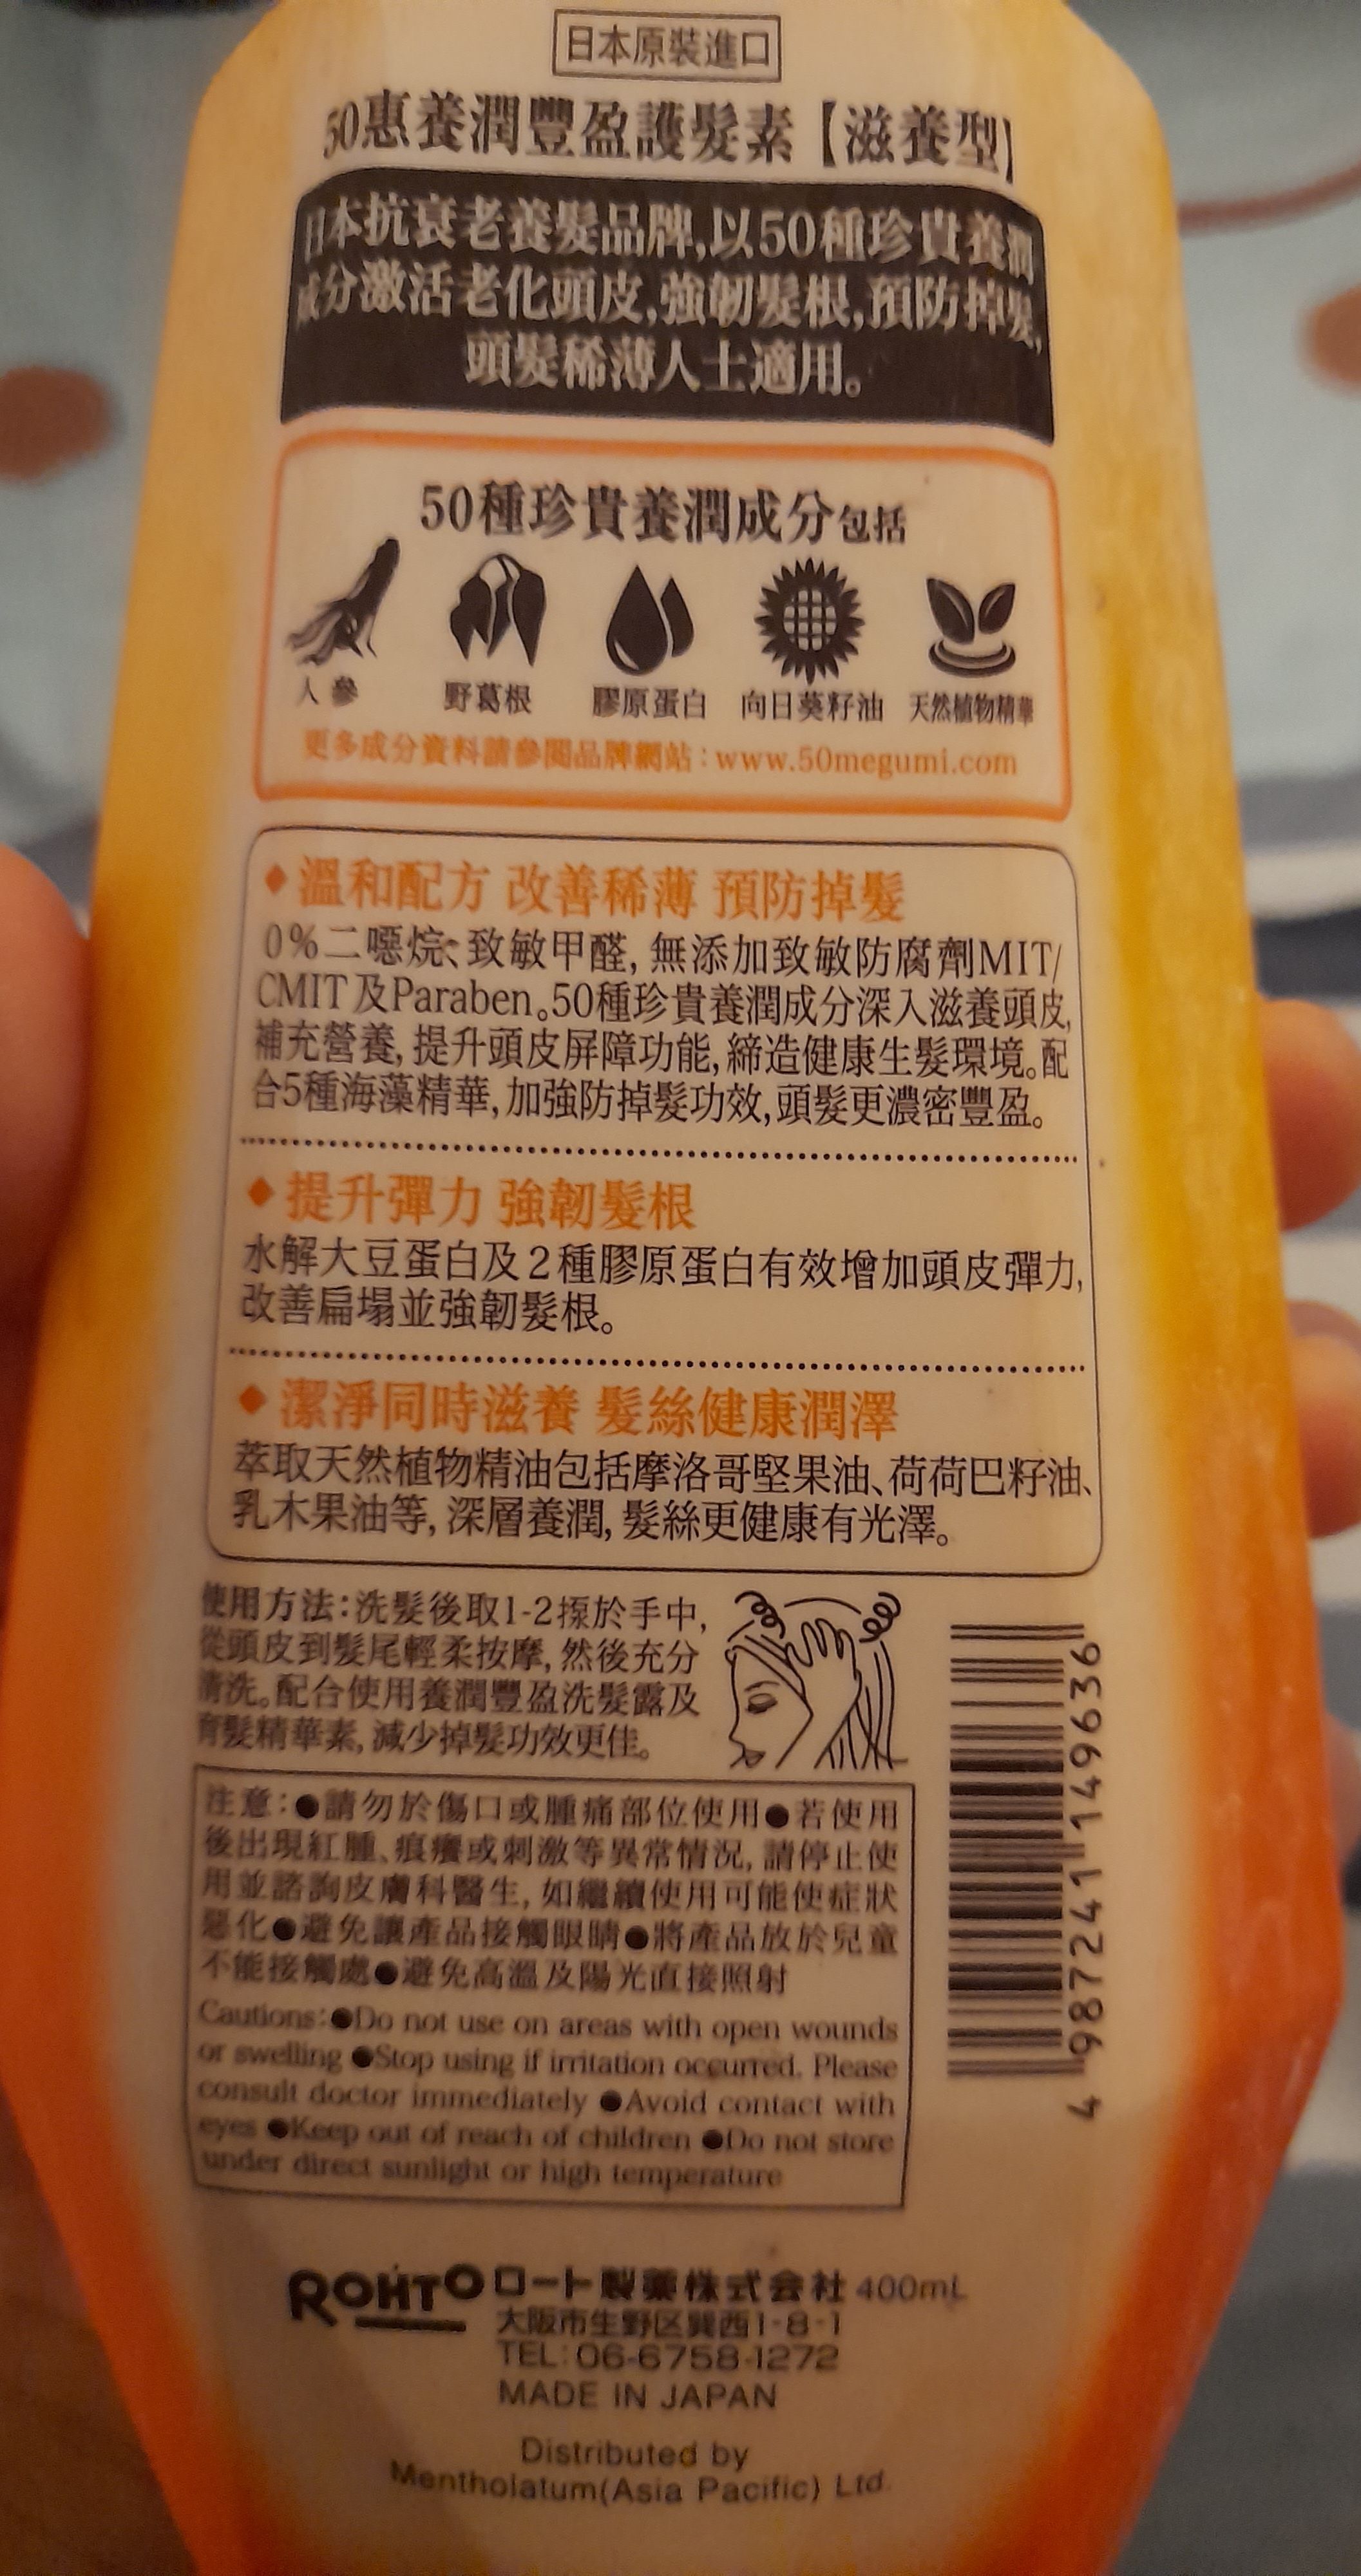 日本原裝進口
50惠養潤豐盈護髮素【滋養型】
日本抗衰老養髮品牌,以50種珍貴養潤
成分激活老化頭皮,強韌髮根,預防掉髮,
頭髮稀薄人士適用。
50種珍貴養潤成分包括
人參 野葛根 膠原蛋白 向日葵籽油 天然植物精華
更多成分資料請參閱品牌網站:www.50megumi.com
◆溫和配方 改善稀薄 預防掉髮
0%二噁烷、致敏甲醛, 無添加致敏防腐劑MIT/
CMIT及Paraben。50種珍貴養潤成分深入滋養頭皮,
補充營養, 提升頭皮屏障功能, 締造健康生髮環境。配
合5種海藻精華, 加強防掉髮功效, 頭髮更濃密豐盈。
◆提升彈力 強韌髮根
水解大豆蛋白及2種膠原蛋白有效增加頭皮彈力,
改善扁塌並強韌髮根。
◆潔淨同時滋養 髮絲健康潤澤
萃取天然植物精油包括摩洛哥堅果油、荷荷巴籽油、
乳木果油等, 深層養潤, 髮絲更健康有光澤。
使用方法:洗髮後取1-2揼於手中,
從頭皮到髮尾輕柔按摩, 然後充分
清洗。配合使用養潤豐盈洗髮露及
育髮精華素, 減少掉髮功效更佳。
注意:●請勿於傷口或腫痛部位使用●若使用
後出現紅腫、痕癢或刺激等異常情況, 請停止使
用並諮詢皮膚科醫生, 如繼續使用可能使症狀
惡化●避免讓產品接觸眼睛●將產品放於兒童
不能接觸處●避免高溫及陽光直接照射
Cautions:●Do not use on areas with open wounds
or swelling ●Stop using if irritation occurred. Please
consult doctor immediately ●Avoid contact with
eyes ●Keep out of reach of children ●Do not store
under direct sunlight or high temperature
4 987241 149636
ROHTO ロート製薬株式会社 400mL
大阪市生野区巽西1-8-1
TEL:06-6758-1272
MADE IN JAPAN
Distributed by
Mentholatum(Asia Pacific) Ltd.